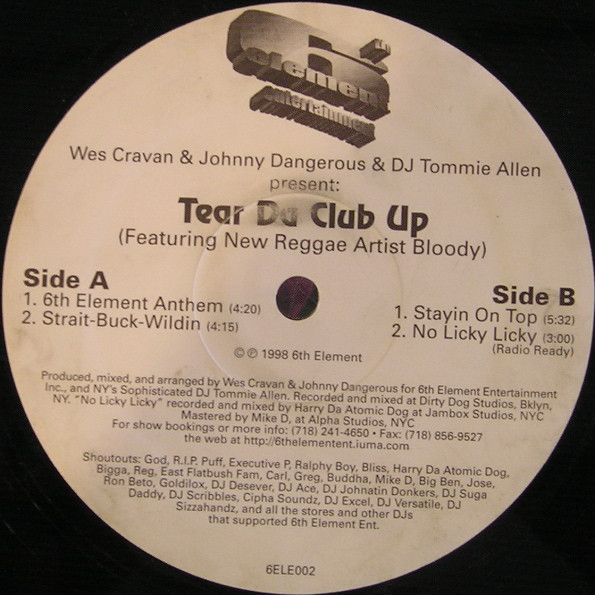 6th
element
entertainment
Wes Cravan & Johnny Dangerous & DJ Tommie Allen
present:
Tear Da Club Up
(Featuring New Reggae Artist Bloody)
Side A
1. 6th Element Anthem (4:20)
2. Strait-Buck-Wildin (4:15)
Side B
1. Stayin On Top (5:32)
2. No Licky Licky (3:00)
(Radio Ready)
©℗ 1998 6th Element
Produced, mixed, and arranged by Wes Cravan & Johnny Dangerous for 6th Element Entertainment
Inc., and NY's Sophisticated DJ Tommie Allen. Recorded and mixed at Dirty Dog Studios, Bklyn,
NY. "No Licky Licky" recorded and mixed by Harry Da Atomic Dog at Jambox Studios, NYC
Mastered by Mike D, at Alpha Studios, NYC
For show bookings or more info: (718) 241-4650 • Fax: (718) 856-9527
the web at http://6thelementent.iuma.com
Shoutouts: God, R.I.P. Puff, Executive P, Ralphy Boy, Bliss, Harry Da Atomic Dog,
Bigga, Reg, East Flatbush Fam, Carl, Greg, Buddha, Mike D, Big Ben, Jose,
Ron Beto, Goldilox, DJ Desever, DJ Ace, DJ Johnatin Donkers, DJ Suga
Daddy, DJ Scribbles, Cipha Soundz, DJ Excel, DJ Versatile, DJ
Sizzahandz, and all the stores and other DJs
that supported 6th Element Ent.
6ELE002